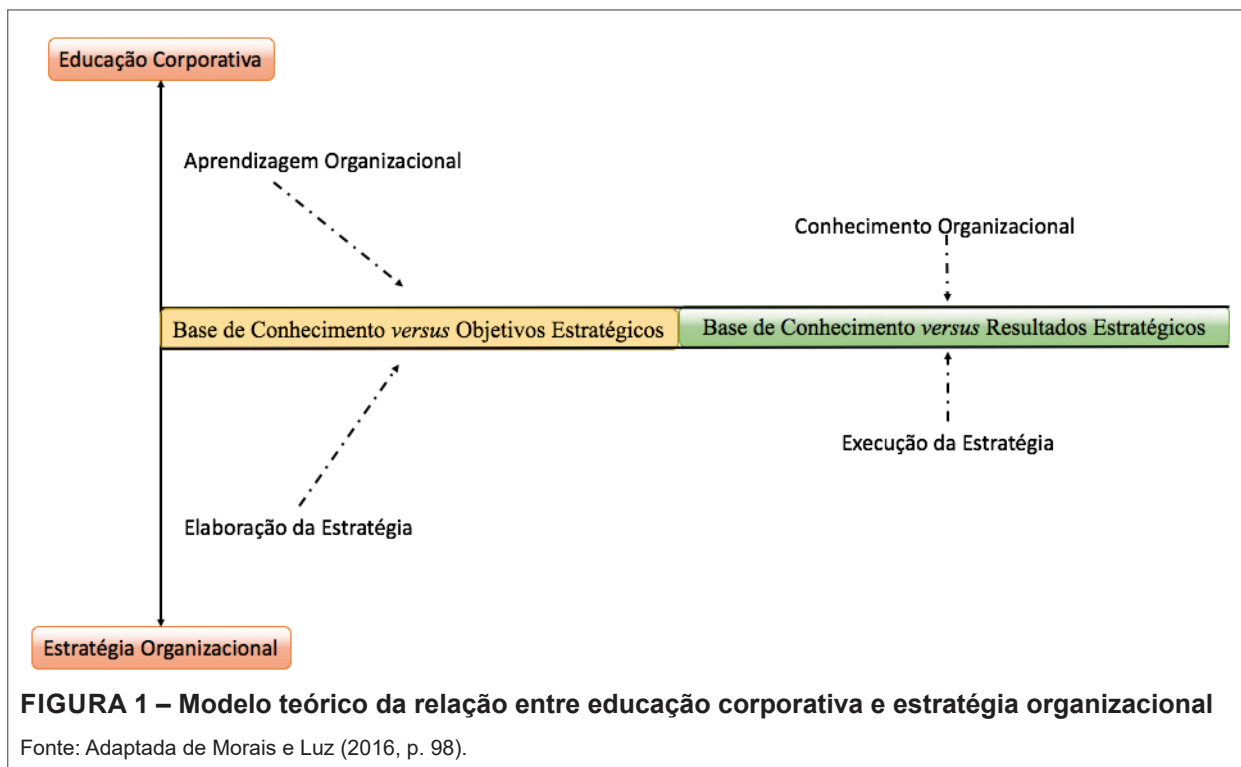 Educação Corporativa
Aprendizagem Organizacional
Conhecimento Organizacional
Base de Conhecimento versus Objetivos Estratégicos
Base de Conhecimento versus Resultados Estratégicos
Execução da Estratégia
Elaboração da Estratégia
Estratégia Organizacional
FIGURA 1 – Modelo teórico da relação entre educação corporativa e estratégia organizacional
Fonte: Adaptada de Morais e Luz (2016, p. 98).